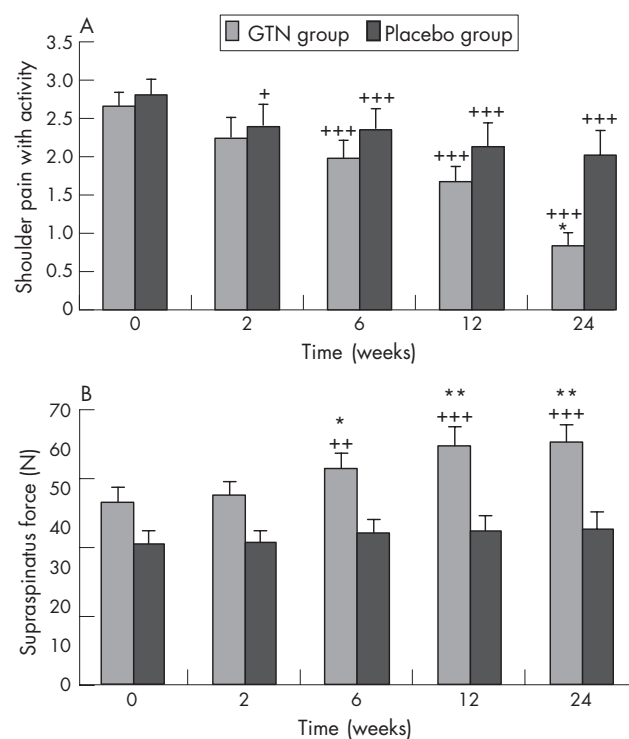 A
GTN group Placebo group
Shoulder pain with activity
3.5
3.0
2.5
2.0
1.5
1.0
0.5
0
+
+++
+++
+++
+++
+++
+++
*
0 2 6 12 24
Time (weeks)
B
Supraspinatus force (N)
70
60
50
40
30
20
10
0
* ** **
++ +++ +++
0 2 6 12 24
Time (weeks)